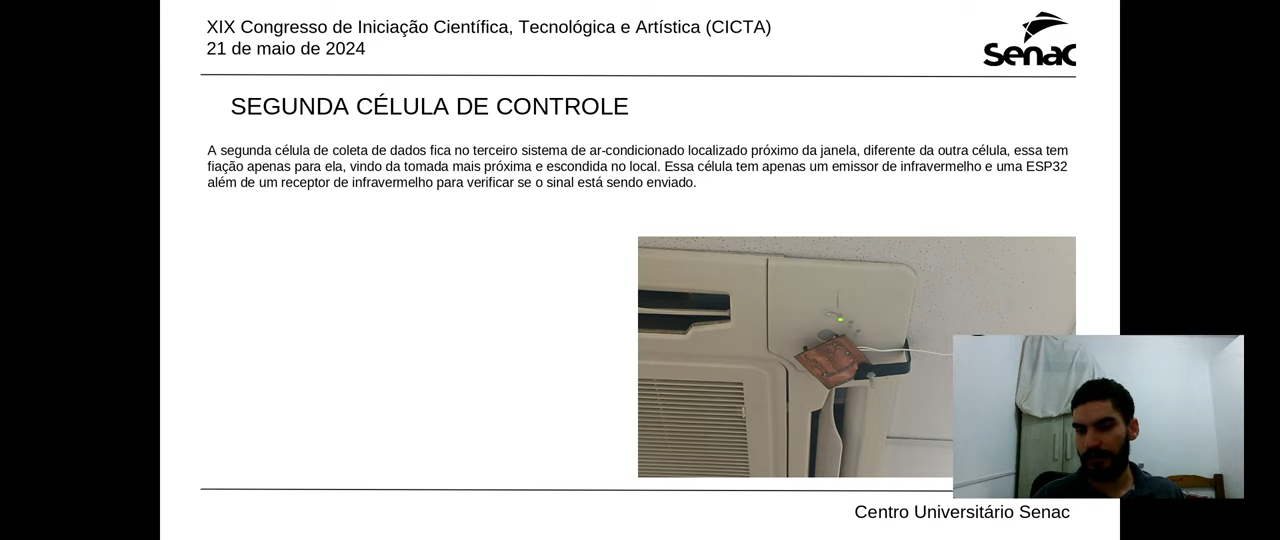 XIX Congresso de Iniciação Científica, Tecnológica e Artística (CICTA)
21 de maio de 2024
Senac
SEGUNDA CÉLULA DE CONTROLE
A segunda célula de coleta de dados fica no terceiro sistema de ar-condicionado localizado próximo da janela, diferente da outra célula, essa tem
fiação apenas para ela, vindo da tomada mais próxima e escondida no local. Essa célula tem apenas um emissor de infravermelho e uma ESP32
além de um receptor de infravermelho para verificar se o sinal está sendo enviado.
Centro Universitário Senac